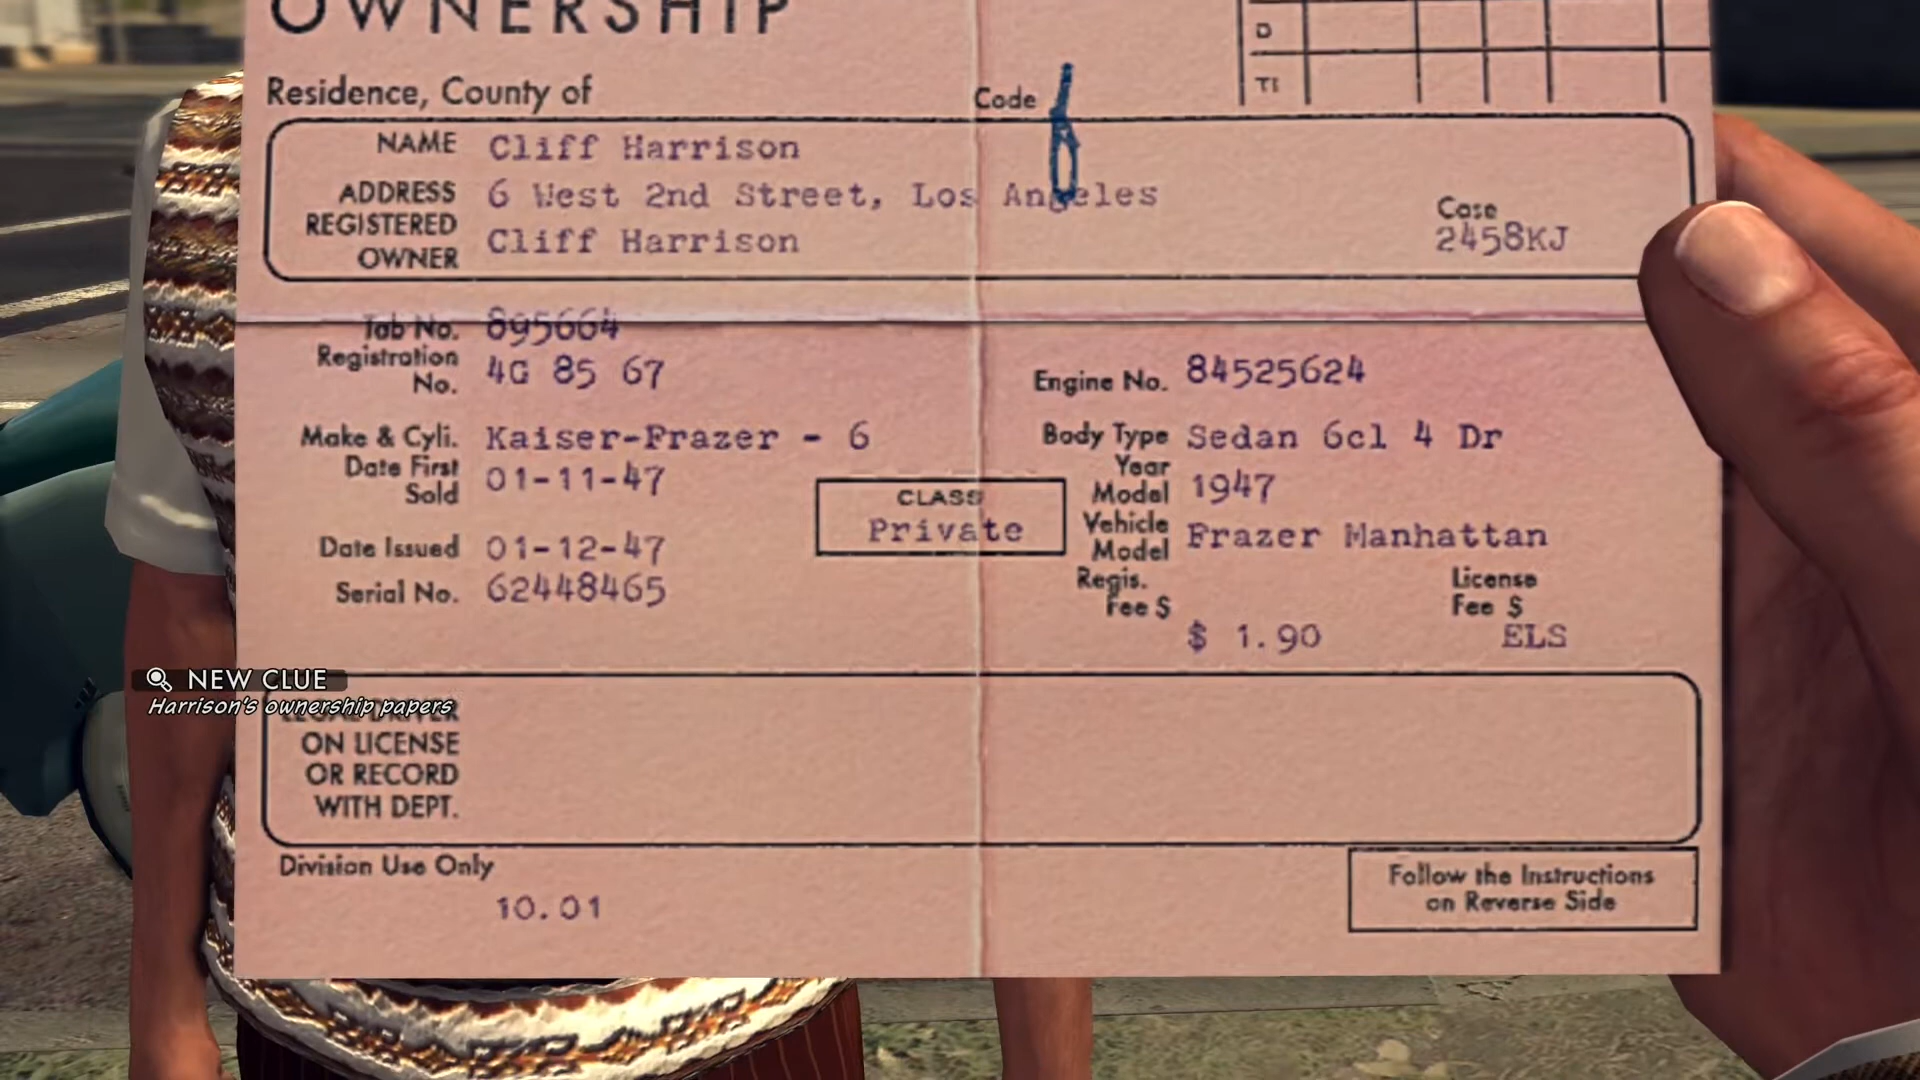 OWNERSHIP
D
TI
Residence, County of
Code 6
NAME Cliff Harrison
ADDRESS 6 West 2nd Street, Los Angeles
REGISTERED OWNER Cliff Harrison
Case
2458KJ
Tab No. 895664
Registration No. 4G 85 67
Engine No. 84525624
Make & Cyli. Kaiser-Frazer - 6
Body Type Sedan 6cl 4 Dr
Date First Sold 01-11-47
Year Model 1947
CLASS
Private
Vehicle Model Frazer Manhattan
Date Issued 01-12-47
Serial No. 62448465
Regis. Fee $
$ 1.90
License Fee $
ELS
NEW CLUE
Harrison's ownership papers
ON LICENSE
OR RECORD
WITH DEPT.
Division Use Only
10.01
Follow the Instructions
on Reverse Side